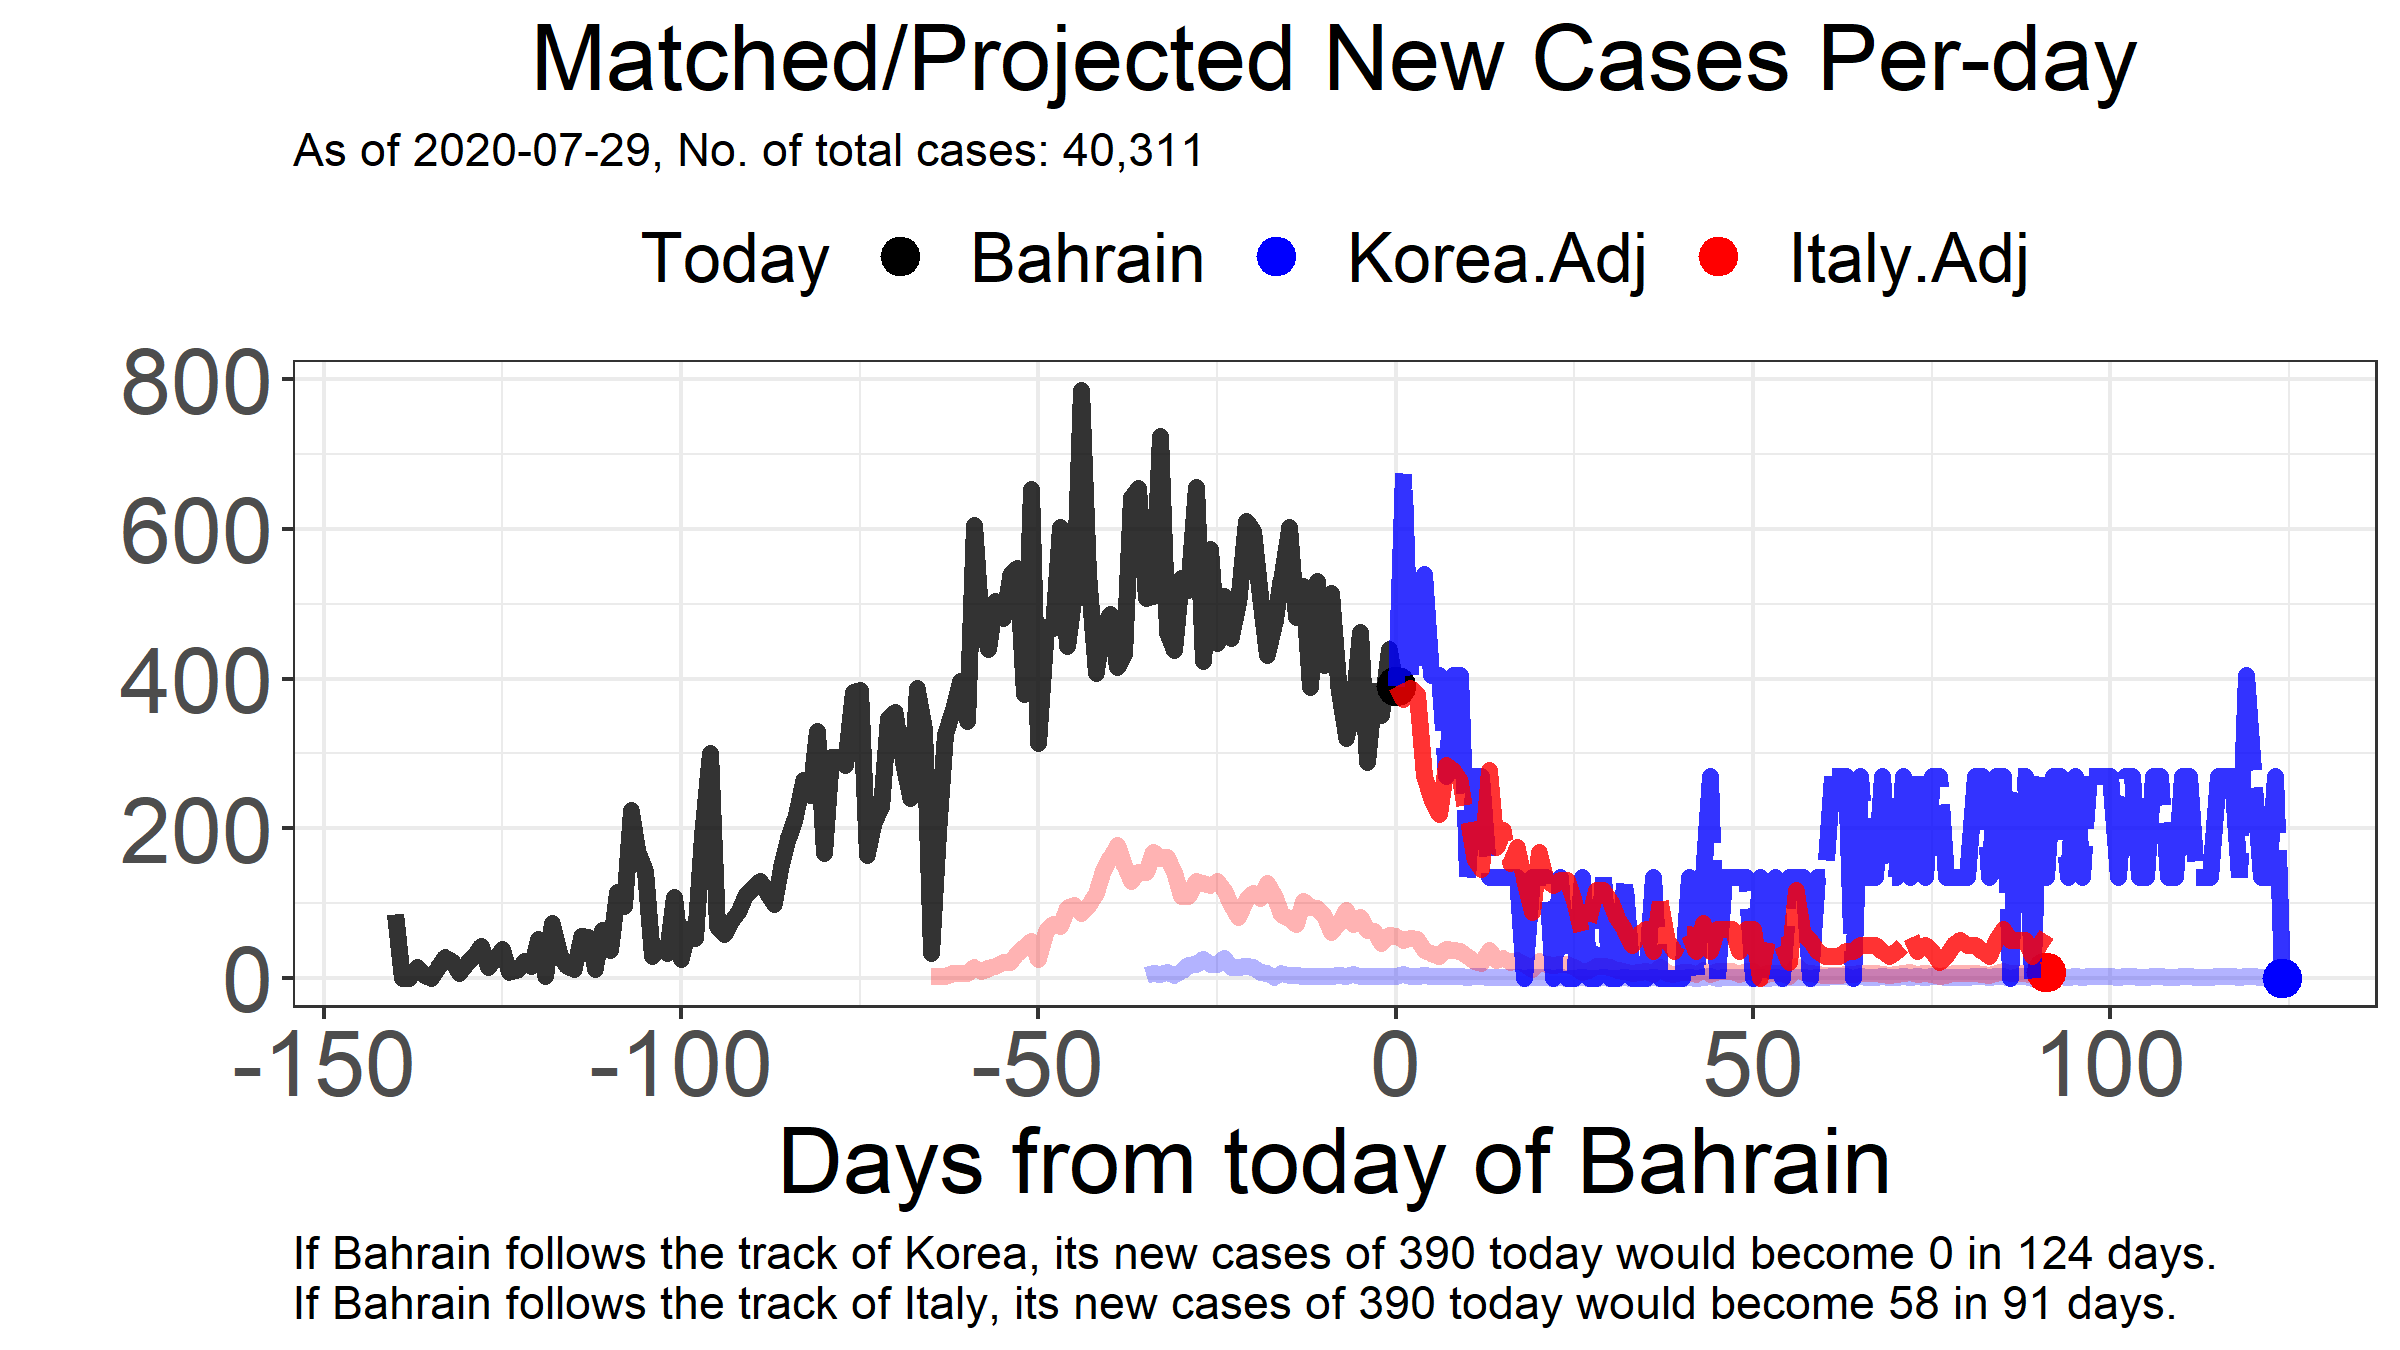 Matched/Projected New Cases Per-day
As of 2020-07-29, No. of total cases: 40,311
Today Bahrain Korea.Adj Italy.Adj
800
600
400
200
0
-150 -100 -50 0 50 100
Days from today of Bahrain
If Bahrain follows the track of Korea, its new cases of 390 today would become 0 in 124 days.
If Bahrain follows the track of Italy, its new cases of 390 today would become 58 in 91 days.